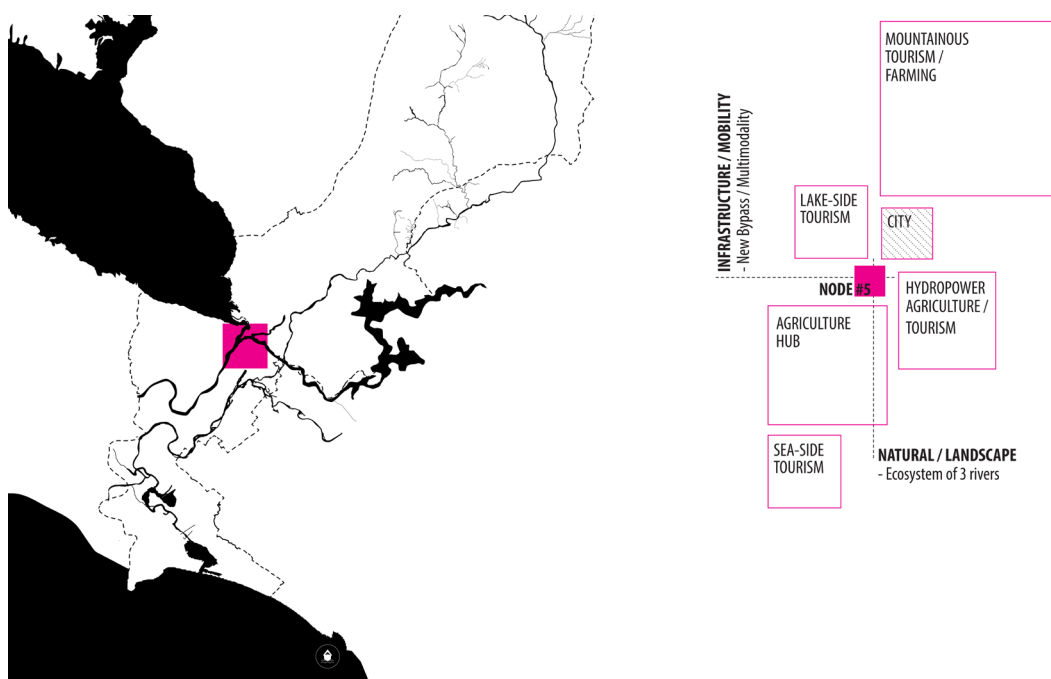 MOUNTAINOUS
TOURISM /
FARMING
INFRASTRUCTURE / MOBILITY
- New Bypass / Multimodality
LAKE-SIDE
TOURISM
CITY
NODE #5
HYDROPOWER
AGRICULTURE /
TOURISM
AGRICULTURE
HUB
SEA-SIDE
TOURISM
NATURAL / LANDSCAPE
- Ecosystem of 3 rivers